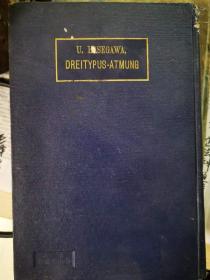 U. HASEGAWA,
DREITYPUS-ATMUNG